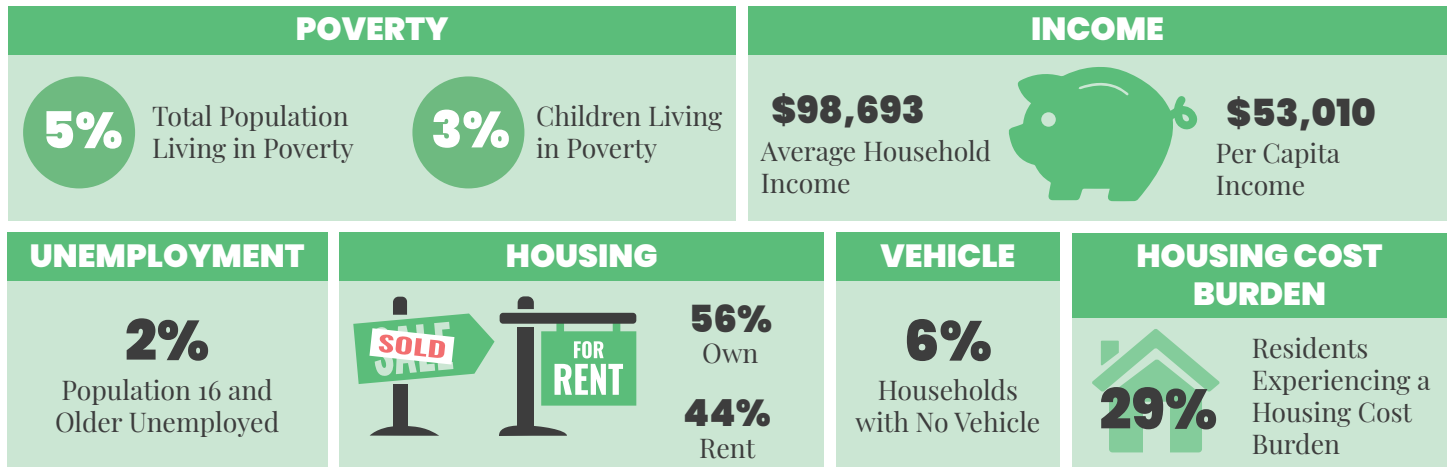 POVERTY
5%
Total Population
Living in Poverty
3%
Children Living
in Poverty
INCOME
$98,693
Average Household
Income
$53,010
Per Capita
Income
UNEMPLOYMENT
2%
Population 16 and
Older Unemployed
HOUSING
SALE
SOLD
FOR
RENT
56%
Own
44%
Rent
VEHICLE
6%
Households
with No Vehicle
HOUSING COST
BURDEN
29%
Residents
Experiencing a
Housing Cost
Burden